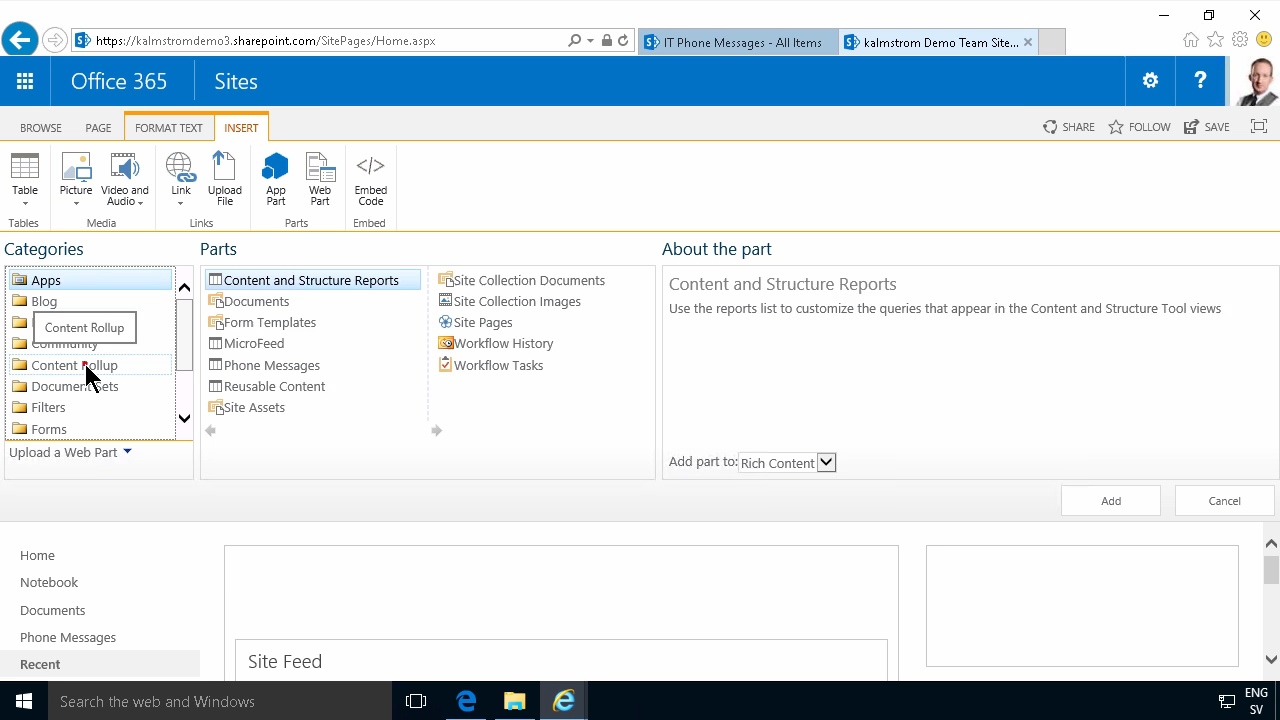 https://kalmstromdemo3.sharepoint.com/SitePages/Home.aspx
IT Phone Messages - All Items
kalmstrom Demo Team Site...
Office 365
Sites
?
BROWSE
PAGE
FORMAT TEXT
INSERT
SHARE
FOLLOW
SAVE
Table
Picture
Video and
Audio
Link
Upload
File
App
Part
Web
Part
Embed
Code
Tables
Media
Links
Parts
Embed
Categories
Parts
About the part
Apps
Blog
Content Rollup
Community
Content Rollup
Document Sets
Filters
Forms
Upload a Web Part
Content and Structure Reports
Documents
Form Templates
MicroFeed
Phone Messages
Reusable Content
Site Assets
Site Collection Documents
Site Collection Images
Site Pages
Workflow History
Workflow Tasks
Content and Structure Reports
Use the reports list to customize the queries that appear in the Content and Structure Tool views
Add part to: Rich Content
Add
Cancel
Home
Notebook
Documents
Phone Messages
Recent
Site Feed
Search the web and Windows
ENG
SV